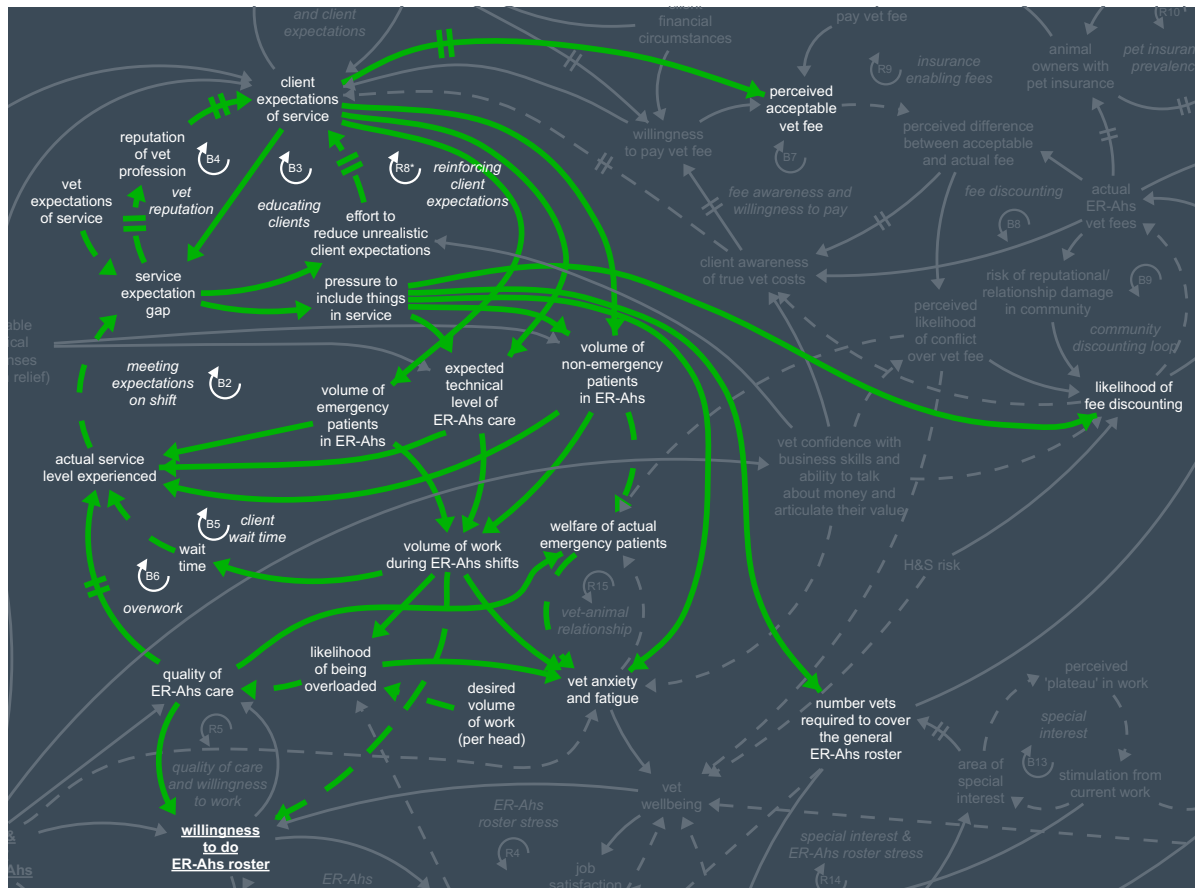 and client
expectations
financial
circumstances
pay vet fee
R10
client
expectations
of service
R9
insurance
enabling fees
animal
owners with
pet insurance
pet insuran
prevalenc
perceived
acceptable
vet fee
reputation
of vet
profession
B4
B3
R8*
reinforcing
client
expectations
willingness
to pay vet fee
B7
perceived difference
between acceptable
and actual fee
vet
expectations
of service
vet
reputation
educating
clients
effort to
reduce unrealistic
client expectations
fee awareness and
willingness to pay
fee discounting
B8
actual
ER-Ahs
vet fees
service
expectation
gap
pressure to
include things
in service
client awareness
of true vet costs
risk of reputational/
relationship damage
in community
B9
able
ical
nses
relief)
perceived
likelihood
of conflict
over vet fee
community
discounting loop
meeting
expectations
on shift
B2
volume of
emergency
patients
in ER-Ahs
expected
technical
level of
ER-Ahs care
volume of
non-emergency
patients
in ER-Ahs
likelihood of
fee discounting
actual service
level experienced
vet confidence with
business skills and
ability to talk
about money and
articulate their value
B5
client
wait time
wait
time
B6
overwork
volume of work
during ER-Ahs shifts
welfare of actual
emergency patients
R15
vet-animal
relationship
H&S risk
quality of
ER-Ahs care
likelihood
of being
overloaded
desired
volume
of work
(per head)
vet anxiety
and fatigue
number vets
required to cover
the general
ER-Ahs roster
perceived
'plateau' in work
special
interest
B13
R5
quality of care
and willingness
to work
area of
special
interest
stimulation from
current work
vet
wellbeing
ER-Ahs
roster stress
R4
willingness
to do
ER-Ahs roster
&
Ahs
ER-Ahs
job
satisfaction
special interest &
ER-Ahs roster stress
R14